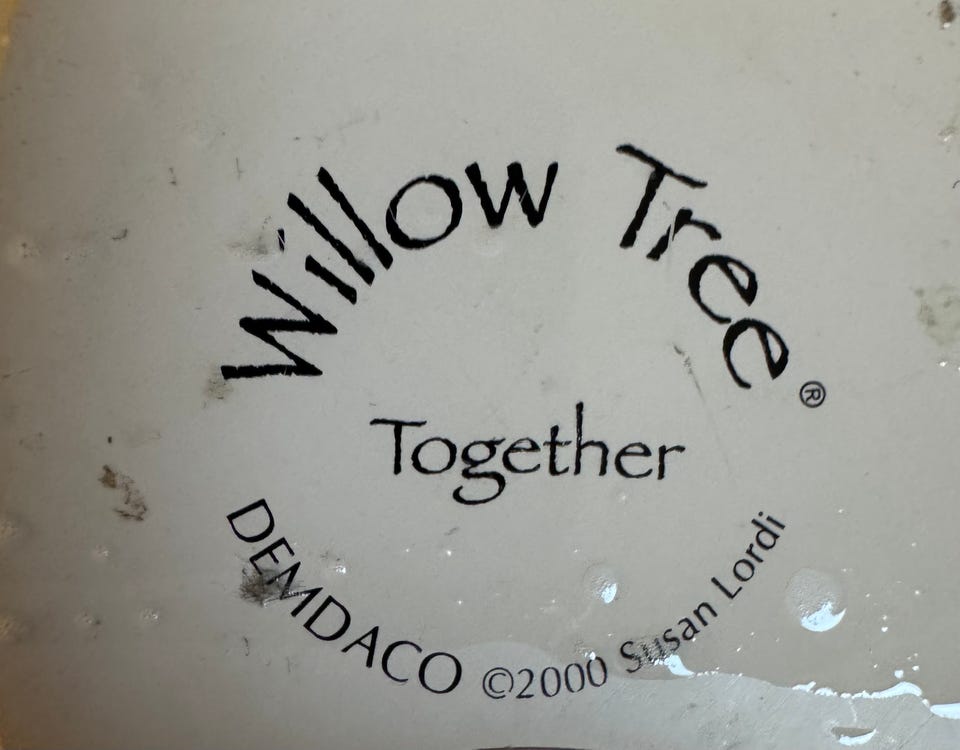 Willow Tree®
Together
DEMDACO ©2000 Susan Lordi